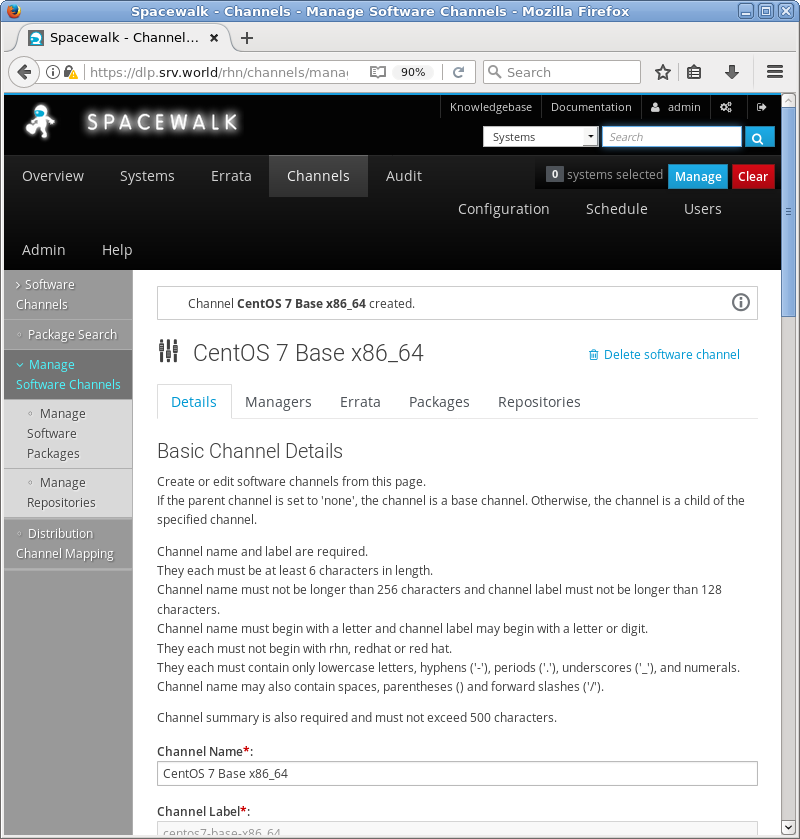 Spacewalk - Channels - Manage Software Channels - Mozilla Firefox
Spacewalk - Channel...
https://dlp.srv.world/rhn/channels/mana
90%
Search
Knowledgebase
Documentation
admin
SPACEWALK
Systems
Search
Overview
Systems
Errata
Channels
Audit
0 systems selected
Manage
Clear
Configuration
Schedule
Users
Admin
Help
Software
Channels
Package Search
Manage
Software Channels
Manage
Software
Packages
Manage
Repositories
Distribution
Channel Mapping
Channel CentOS 7 Base x86_64 created.
CentOS 7 Base x86_64
Delete software channel
Details
Managers
Errata
Packages
Repositories
Basic Channel Details
Create or edit software channels from this page.
If the parent channel is set to 'none', the channel is a base channel. Otherwise, the channel is a child of the
specified channel.
Channel name and label are required.
They each must be at least 6 characters in length.
Channel name must not be longer than 256 characters and channel label must not be longer than 128
characters.
Channel name must begin with a letter and channel label may begin with a letter or digit.
They each must not begin with rhn, redhat or red hat.
They each must contain only lowercase letters, hyphens ('-'), periods ('.'), underscores ('_'), and numerals.
Channel name may also contain spaces, parentheses () and forward slashes ('/').
Channel summary is also required and must not exceed 500 characters.
Channel Name*:
CentOS 7 Base x86_64
Channel Label*:
centos7-base-x86_64